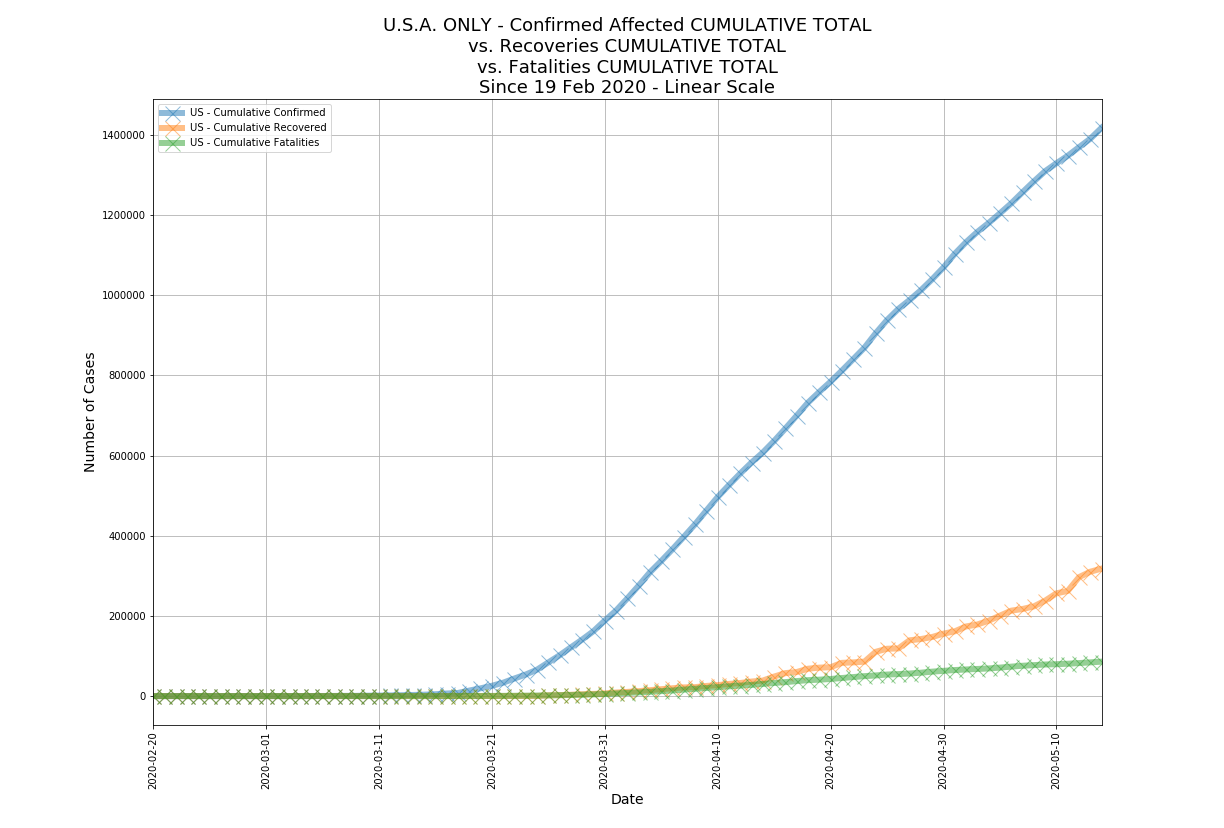 U.S.A. ONLY - Confirmed Affected CUMULATIVE TOTAL
vs. Recoveries CUMULATIVE TOTAL
vs. Fatalities CUMULATIVE TOTAL
Since 19 Feb 2020 - Linear Scale
US - Cumulative Confirmed
US - Cumulative Recovered
US - Cumulative Fatalities
Number of Cases
1400000
1200000
1000000
800000
600000
400000
200000
0
2020-02-20
2020-03-01
2020-03-11
2020-03-21
2020-03-31
2020-04-10
2020-04-20
2020-04-30
2020-05-10
Date